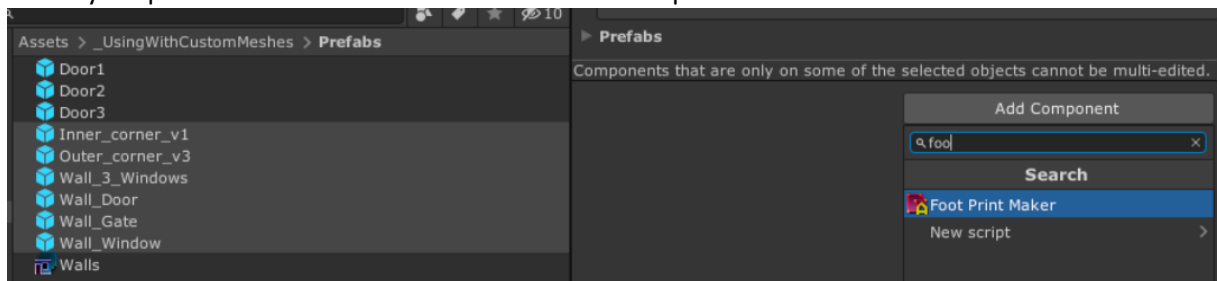 10
Assets > _UsingWithCustomMeshes > Prefabs
Door1
Door2
Door3
Inner_corner_v1
Outer_corner_v3
Wall_3_Windows
Wall_Door
Wall_Gate
Wall_Window
Walls
Prefabs
Components that are only on some of the selected objects cannot be multi-edited.
Add Component
foo
Search
Foot Print Maker
New script